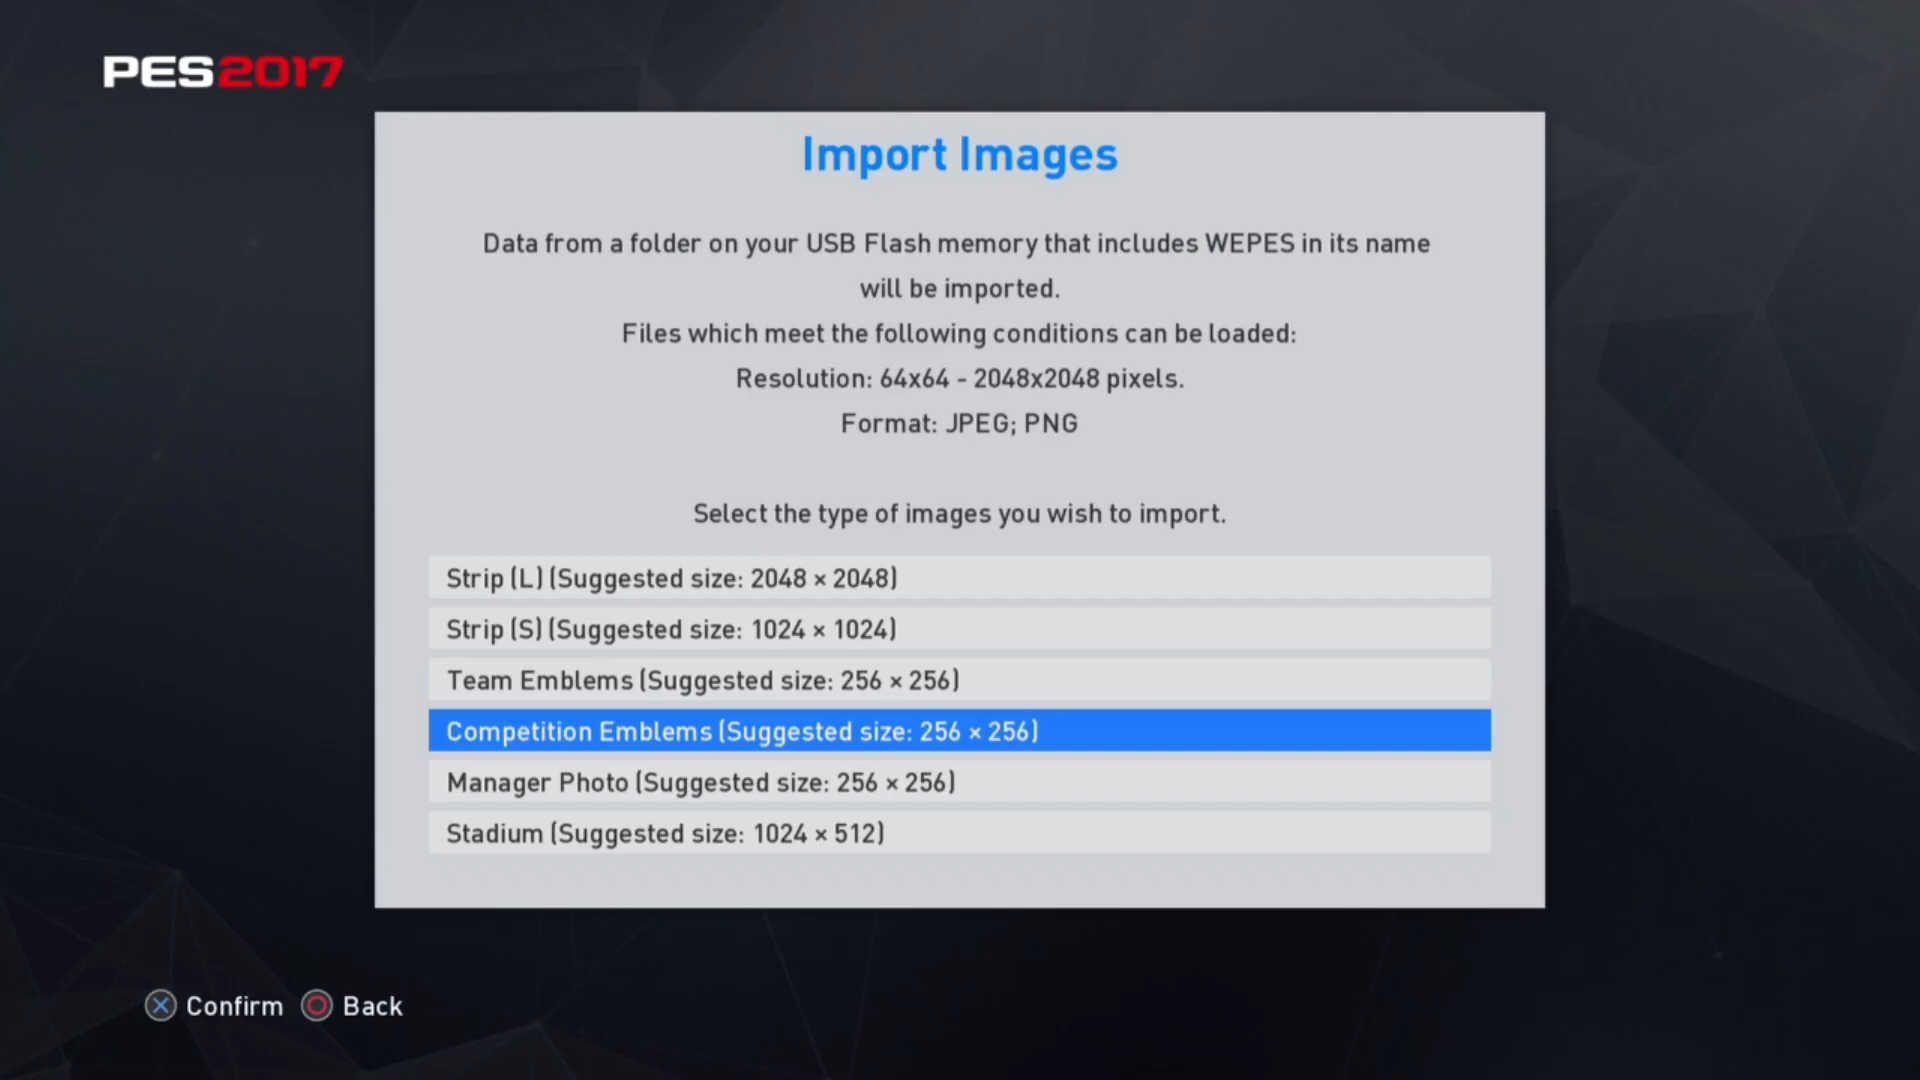 PES2017
Import Images
Data from a folder on your USB Flash memory that includes WEPES in its name
will be imported.
Files which meet the following conditions can be loaded:
Resolution: 64x64 - 2048x2048 pixels.
Format: JPEG; PNG
Select the type of images you wish to import.
Strip (L) (Suggested size: 2048 × 2048)
Strip (S) (Suggested size: 1024 × 1024)
Team Emblems (Suggested size: 256 × 256)
Competition Emblems (Suggested size: 256 × 256)
Manager Photo (Suggested size: 256 × 256)
Stadium (Suggested size: 1024 × 512)
Confirm Back